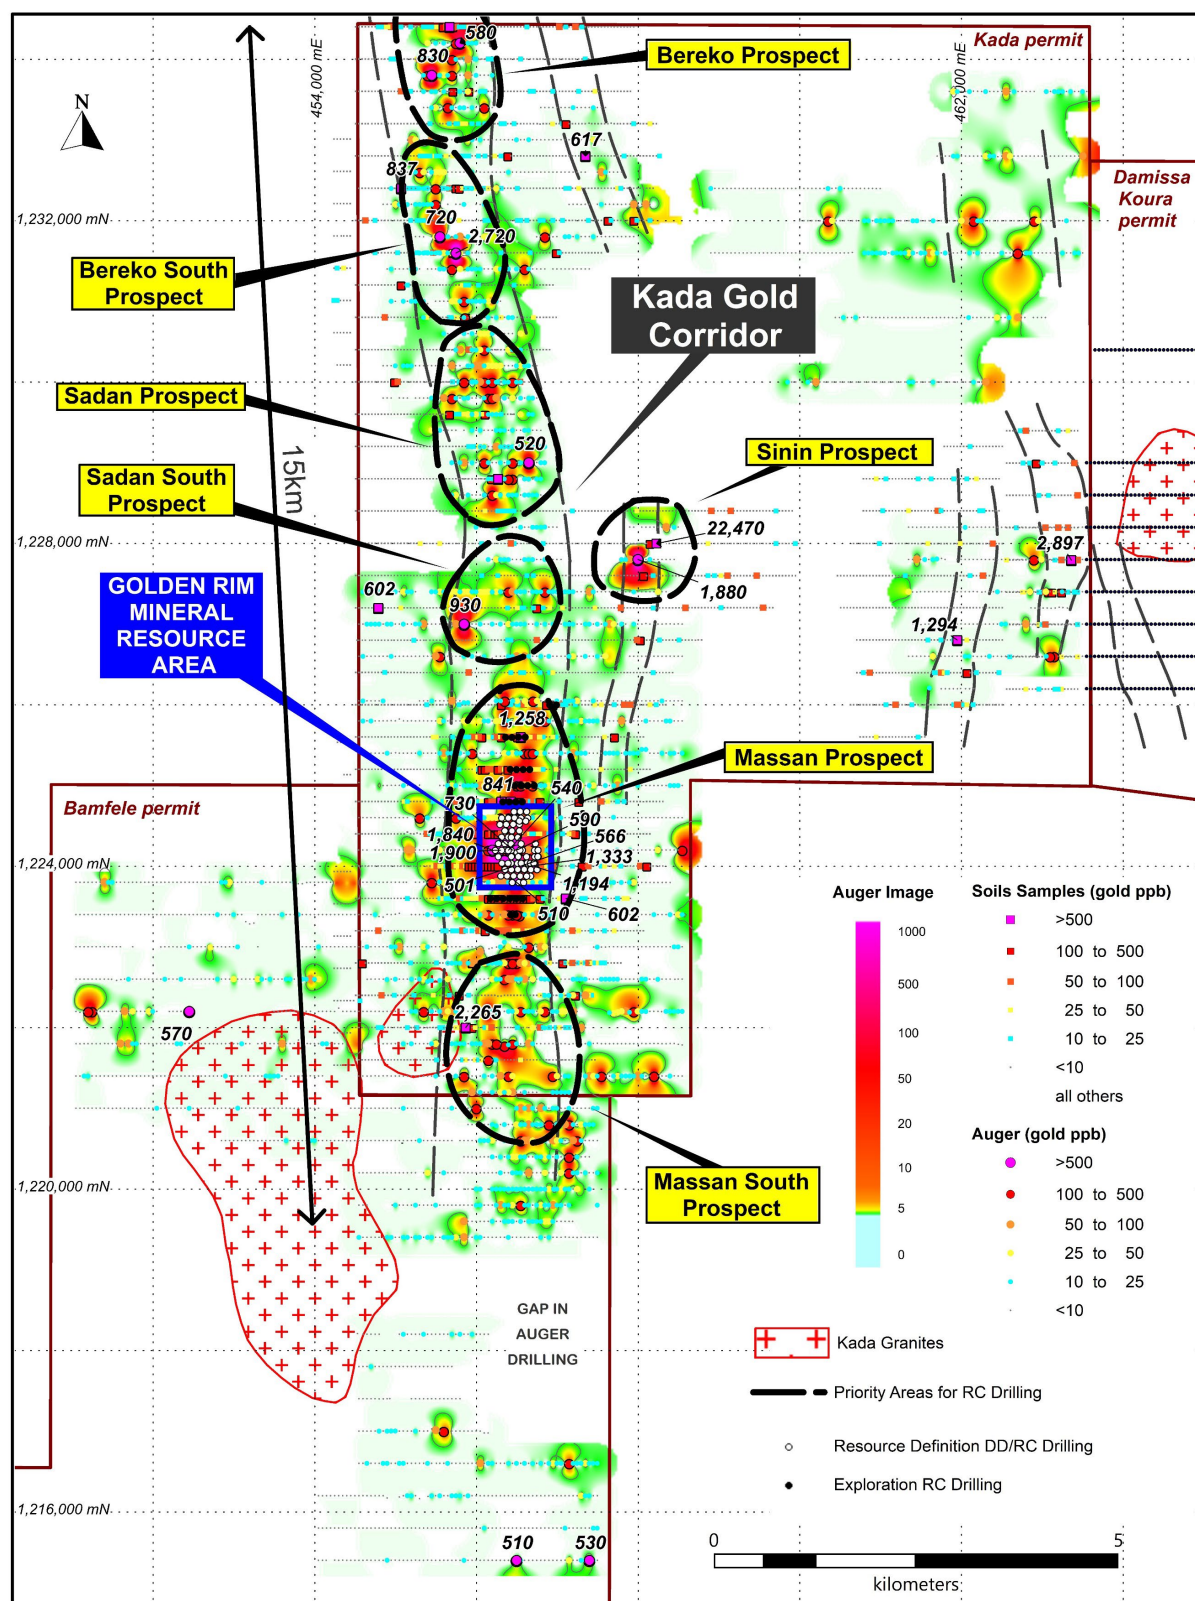 580
Kada permit
830
Bereko Prospect
454,000 mE
462,000 mE
N
617
837
Damissa
Koura
permit
1,232,000 mN
720
2,720
Bereko South
Prospect
Kada Gold
Corridor
Sadan Prospect
15km
520
Sinin Prospect
Sadan South
Prospect
22,470
1,228,000 mN
2,897
GOLDEN RIM
MINERAL
RESOURCE
AREA
602
1,880
930
1,294
1,258
Massan Prospect
841
540
Bamfele permit
730
590
1,840
566
1,900
1,333
1,224,000 mN
501
1,194
510
602
Auger Image
1000
500
100
50
20
10
5
0
Soils Samples (gold ppb)
>500
100 to 500
50 to 100
25 to 50
10 to 25
<10
all others
Auger (gold ppb)
>500
100 to 500
50 to 100
25 to 50
10 to 25
<10
570
2,265
1,220,000 mN
Massan South
Prospect
GAP IN
AUGER
DRILLING
Kada Granites
Priority Areas for RC Drilling
Resource Definition DD/RC Drilling
Exploration RC Drilling
1,216,000 mN
510
530
0
5
kilometers